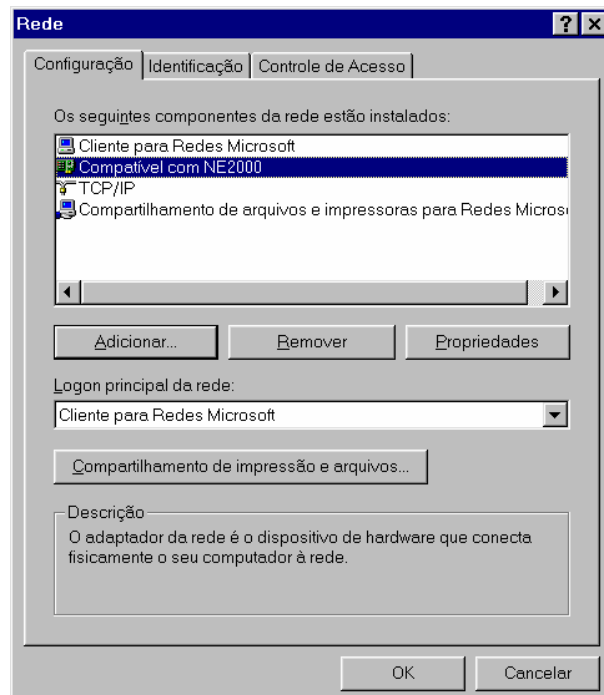 Rede
Configuração Identificação Controle de Acesso
Os seguintes componentes da rede estão instalados:
Cliente para Redes Microsoft
Compatível com NE2000
TCP/IP
Compartilhamento de arquivos e impressoras para Redes Micros
Adicionar... Remover Propriedades
Logon principal da rede:
Cliente para Redes Microsoft
Compartilhamento de impressão e arquivos...
Descrição
O adaptador da rede é o dispositivo de hardware que conecta
fisicamente o seu computador à rede.
OK Cancelar